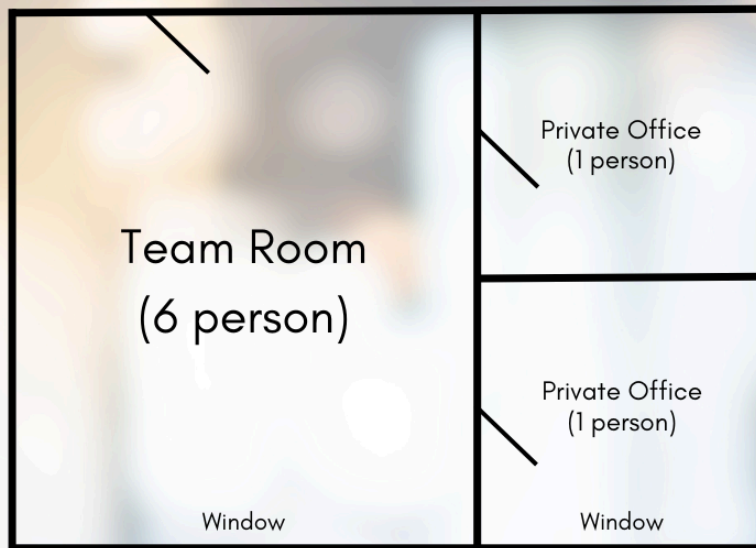 Team Room
(6 person)
Window
Private Office
(1 person)
Private Office
(1 person)
Window